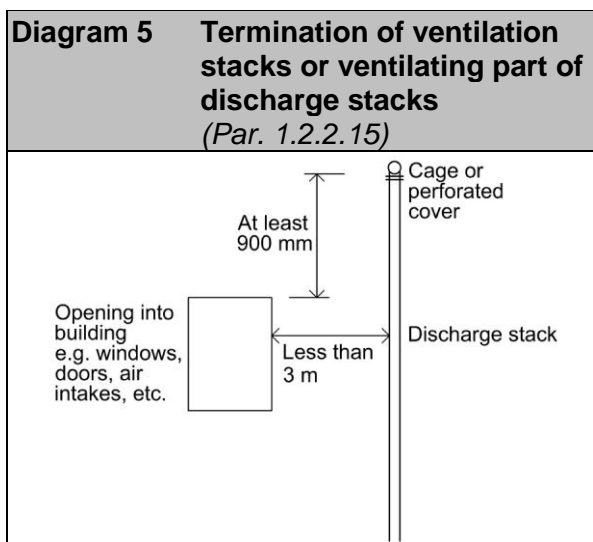 Diagram 5 Termination of ventilation
stacks or ventilating part of
discharge stacks
(Par. 1.2.2.15)
Cage or
perforated
cover
At least
900 mm
Opening into
building
e.g. windows,
doors, air
intakes, etc.
Less than
3 m
Discharge stack